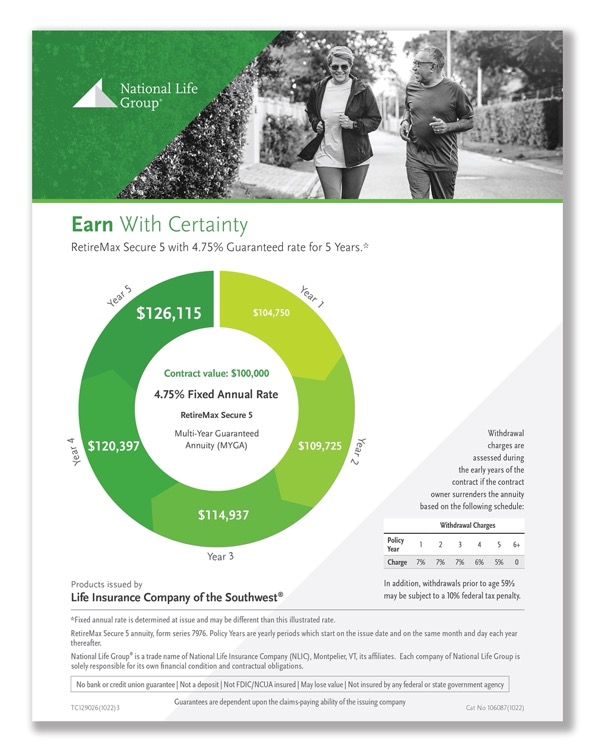 National Life
Group®
Earn With Certainty
RetireMax Secure 5 with 4.75% Guaranteed rate for 5 Years.☆
Year 5
Year 1
$126,115
$104,750
Contract value: $100,000
4.75% Fixed Annual Rate
RetireMax Secure 5
Multi-Year Guaranteed
Annuity (MYGA)
Year 4
$120,397
$109,725
Year 2
$114,937
Year 3
Withdrawal
charges are
assessed during
the early years of the
contract if the contract
owner surrenders the annuity
based on the following schedule:
Withdrawal Charges
Policy
Year 1 2 3 4 5 6+
Charge 7% 7% 7% 6% 5% 0
In addition, withdrawals prior to age 59½
may be subject to a 10% federal tax penalty.
Products issued by
Life Insurance Company of the Southwest®
☆Fixed annual rate is determined at issue and may be different than this illustrated rate.
RetireMax Secure 5 annuity, form series 7976. Policy Years are yearly periods which start on the issue date and on the same month and day each year
thereafter.
National Life Group® is a trade name of National Life Insurance Company (NLIC), Montpelier, VT, its affiliates. Each company of National Life Group is
solely responsible for its own financial condition and contractual obligations.
No bank or credit union guarantee | Not a deposit | Not FDIC/NCUA insured | May lose value | Not insured by any federal or state government agency
Guarantees are dependent upon the claims-paying ability of the issuing company
TC129026(1022)3
Cat No 106087(1022)